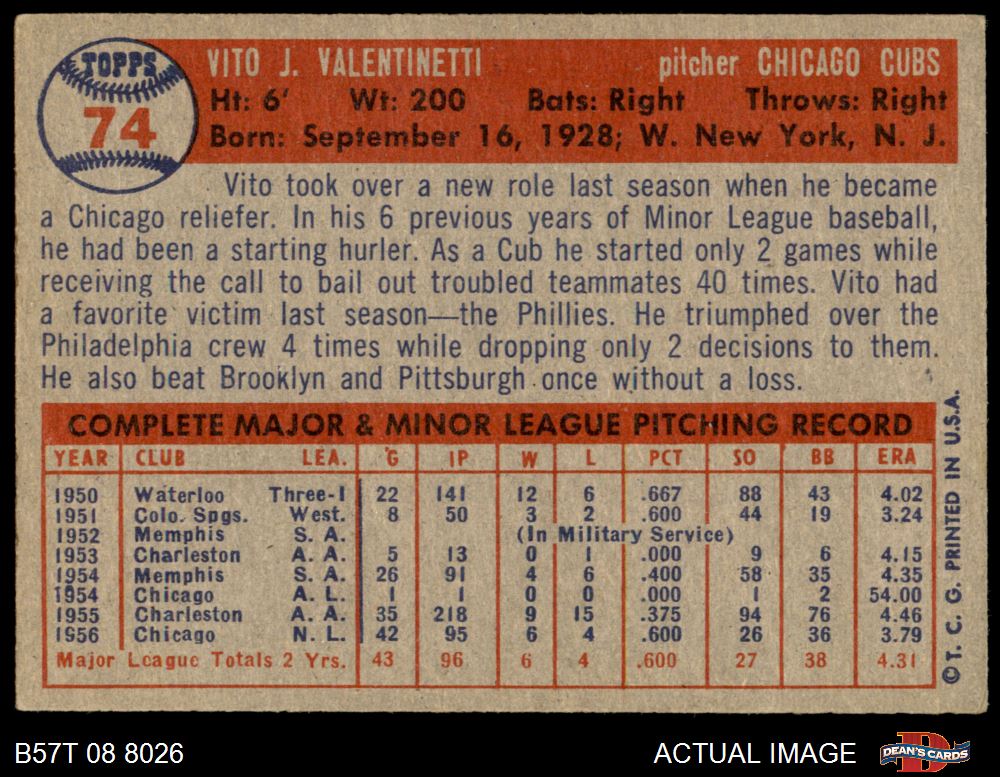 TOPPS
74
VITO J. VALENTINETTI pitcher CHICAGO CUBS
Ht: 6' Wt: 200 Bats: Right Throws: Right
Born: September 16, 1928; W. New York, N. J.
Vito took over a new role last season when he became
a Chicago reliefer. In his 6 previous years of Minor League baseball,
he had been a starting hurler. As a Cub he started only 2 games while
receiving the call to bail out troubled teammates 40 times. Vito had
a favorite victim last season—the Phillies. He triumphed over the
Philadelphia crew 4 times while dropping only 2 decisions to them.
He also beat Brooklyn and Pittsburgh once without a loss.
COMPLETE MAJOR & MINOR LEAGUE PITCHING RECORD
YEAR CLUB LEA. G IP W L PCT SO BB ERA
1950 Waterloo Three-I 22 141 12 6 .667 88 43 4.02
1951 Colo. Spgs. West. 8 50 3 2 .600 44 19 3.24
1952 Memphis S. A. (In Military Service)
1953 Charleston A. A. 5 13 0 1 .000 9 6 4.15
1954 Memphis S. A. 26 91 4 6 .400 58 35 4.35
1954 Chicago A. L. 1 1 0 0 .000 1 2 54.00
1955 Charleston A. A. 35 218 9 15 .375 94 76 4.46
1956 Chicago N. L. 42 95 6 4 .600 26 36 3.79
Major League Totals 2 Yrs. 43 96 6 4 .600 27 38 4.31
©T. C. G. PRINTED IN U.S.A.
B57T 08 8026 ACTUAL IMAGE
DEAN'S CARDS